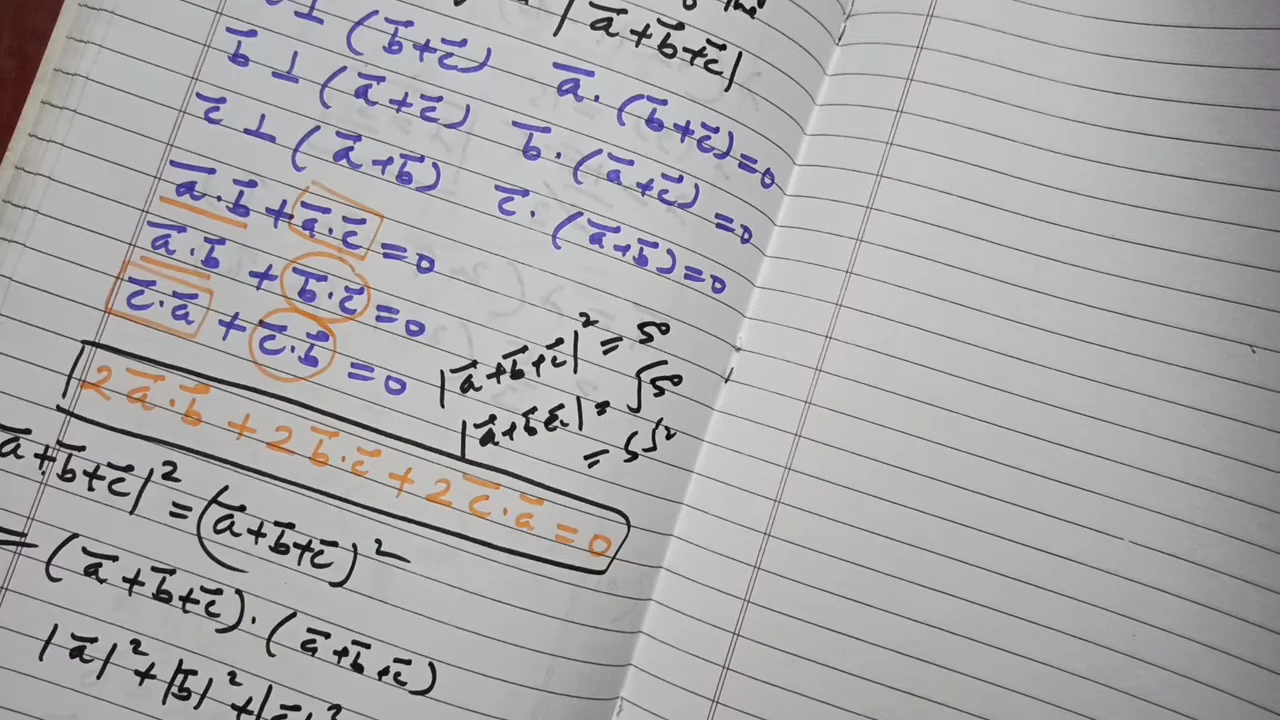 |a̅+b̅+c̅|
⊥ (b̅+c̅) a̅.(b̅+c̅)=0
b̅ ⊥ (a̅+c̅) b̅.(a̅+c̅)=0
c̅ ⊥ (a̅+b̅) c̅.(a̅+b̅)=0
a̅.b̅+a̅.c̅=0
a̅.b̅ + b̅.c̅=0
c̅.a̅ + c̅.b̅ =0
|a̅+b̅+c̅|² = 50
|a̅+b̅+c̅| = √50
= 5√2
2a̅.b̅ + 2b̅.c̅ + 2c̅.a̅ = 0
a̅+b̅+c̅|² = (a̅+b̅+c̅)²
= (a̅+b̅+c̅).(a̅+b̅+c̅)
|a̅|²+|b̅|²+|c̅|²